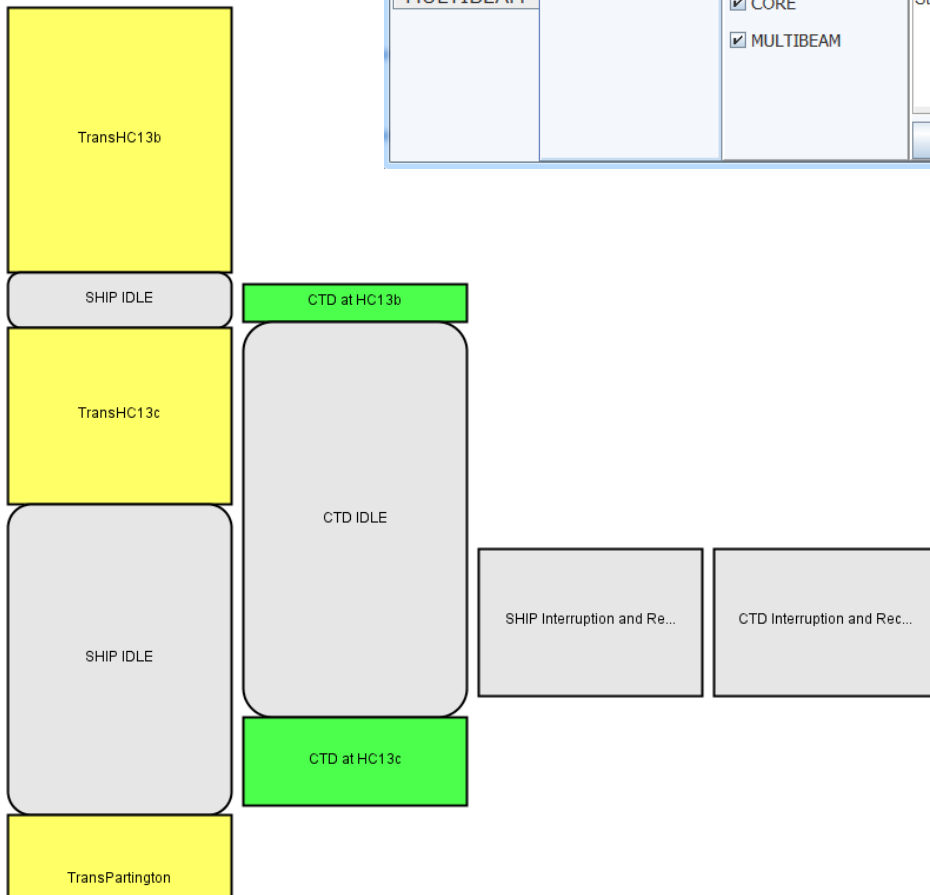 MULTIBEAM
CORE
MULTIBEAM
TransHC13b
SHIP IDLE
CTD at HC13b
TransHC13c
CTD IDLE
SHIP Interruption and Re...
CTD Interruption and Rec...
SHIP IDLE
CTD at HC13c
TransPartington